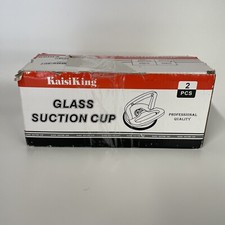 KaisiKing
2
PCS
GLASS
SUCTION CUP
PROFESSIONAL
QUALITY